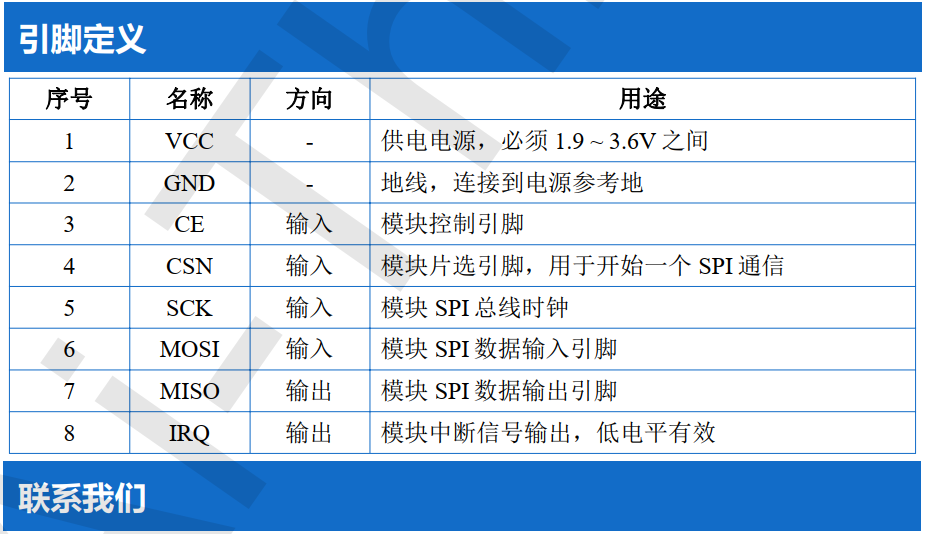 引脚定义
序号 名称 方向 用途
1 VCC - 供电电源，必须 1.9 ~ 3.6V 之间
2 GND - 地线，连接到电源参考地
3 CE 输入 模块控制引脚
4 CSN 输入 模块片选引脚，用于开始一个 SPI 通信
5 SCK 输入 模块 SPI 总线时钟
6 MOSI 输入 模块 SPI 数据输入引脚
7 MISO 输出 模块 SPI 数据输出引脚
8 IRQ 输出 模块中断信号输出，低电平有效
联系我们